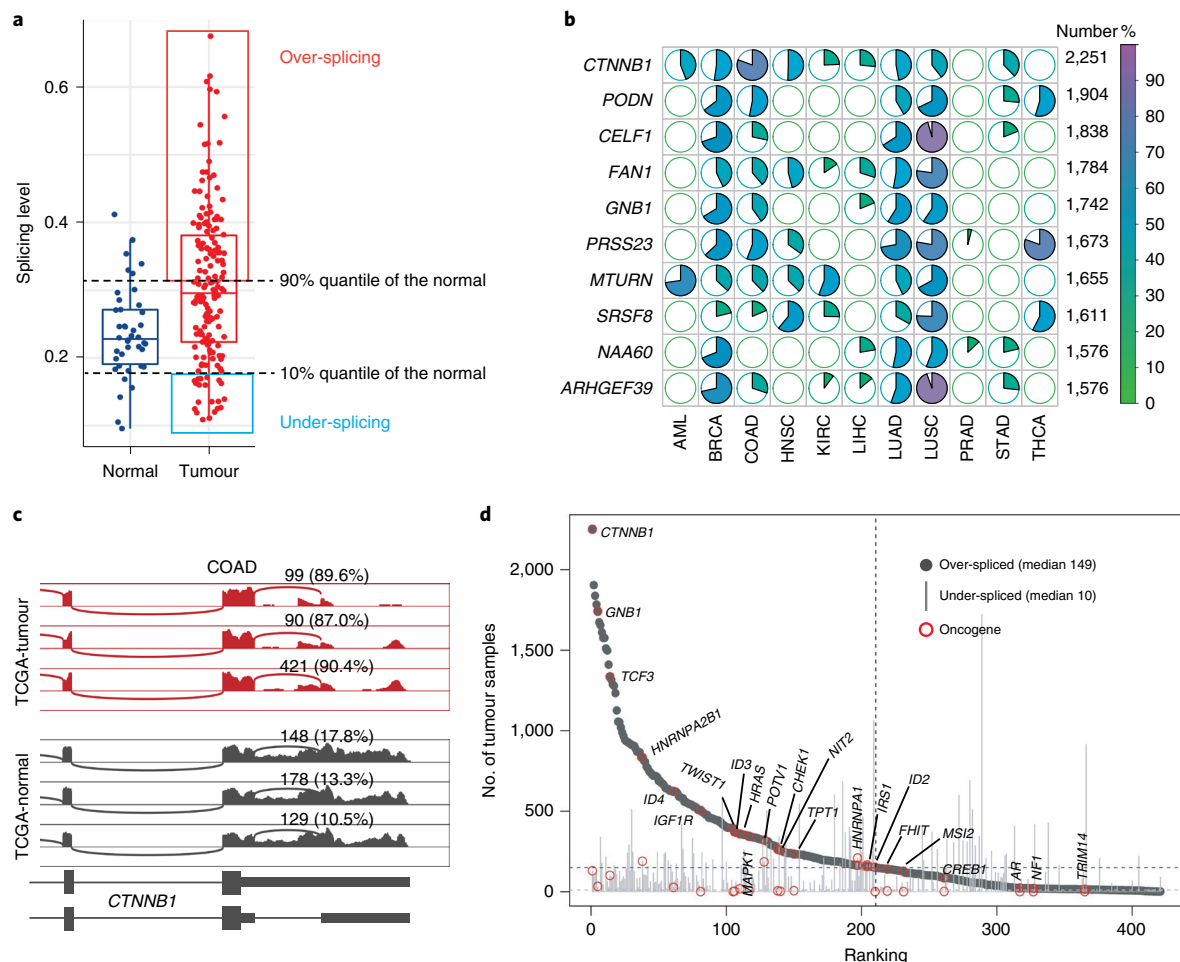 a
Splicing level
0.6
0.4
0.2
Over-splicing
90% quantile of the normal
10% quantile of the normal
Under-splicing
Normal
Tumour
b
Number
%
CTNNB1
2,251
PODN
1,904
CELF1
1,838
FAN1
1,784
GNB1
1,742
PRSS23
1,673
MTURN
1,655
SRSF8
1,611
NAA60
1,576
ARHGEF39
1,576
90
80
70
60
50
40
30
20
10
0
AML
BRCA
COAD
HNSC
KIRC
LIHC
LUAD
LUSC
PRAD
STAD
THCA
c
COAD
TCGA-tumour
99 (89.6%)
90 (87.0%)
421 (90.4%)
TCGA-normal
148 (17.8%)
178 (13.3%)
129 (10.5%)
CTNNB1
d
No. of tumour samples
2,000
1,500
1,000
500
0
CTNNB1
GNB1
TCF3
HNRNPA2B1
ID4
IGF1R
TWIST1
ID3
HRAS
MAPK1
POTV1
CHEK1
NIT2
TPT1
HNRNPA1
IRS1
ID2
FHIT
MSI2
CREB1
AR
NF1
TRIM14
Over-spliced (median 149)
Under-spliced (median 10)
Oncogene
0
100
200
300
400
Ranking